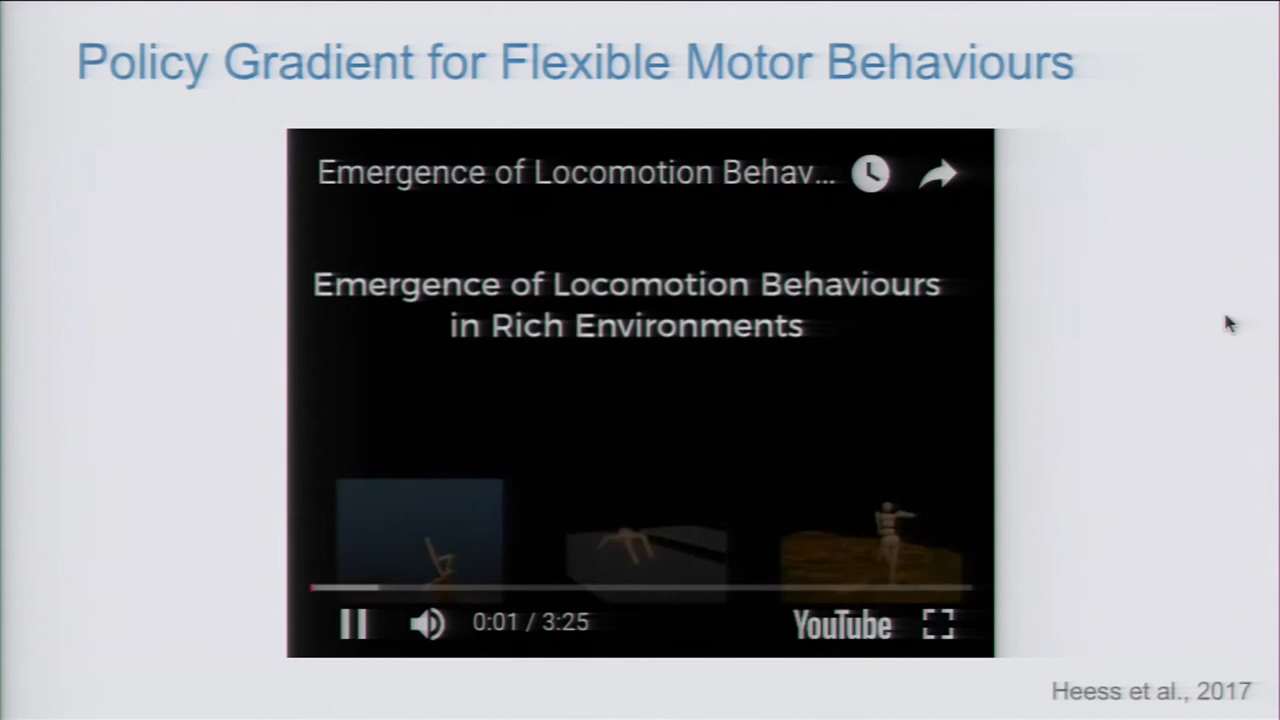 Policy Gradient for Flexible Motor Behaviours
Emergence of Locomotion Behav...
Emergence of Locomotion Behaviours
in Rich Environments
0:01 / 3:25
YouTube
Heess et al., 2017